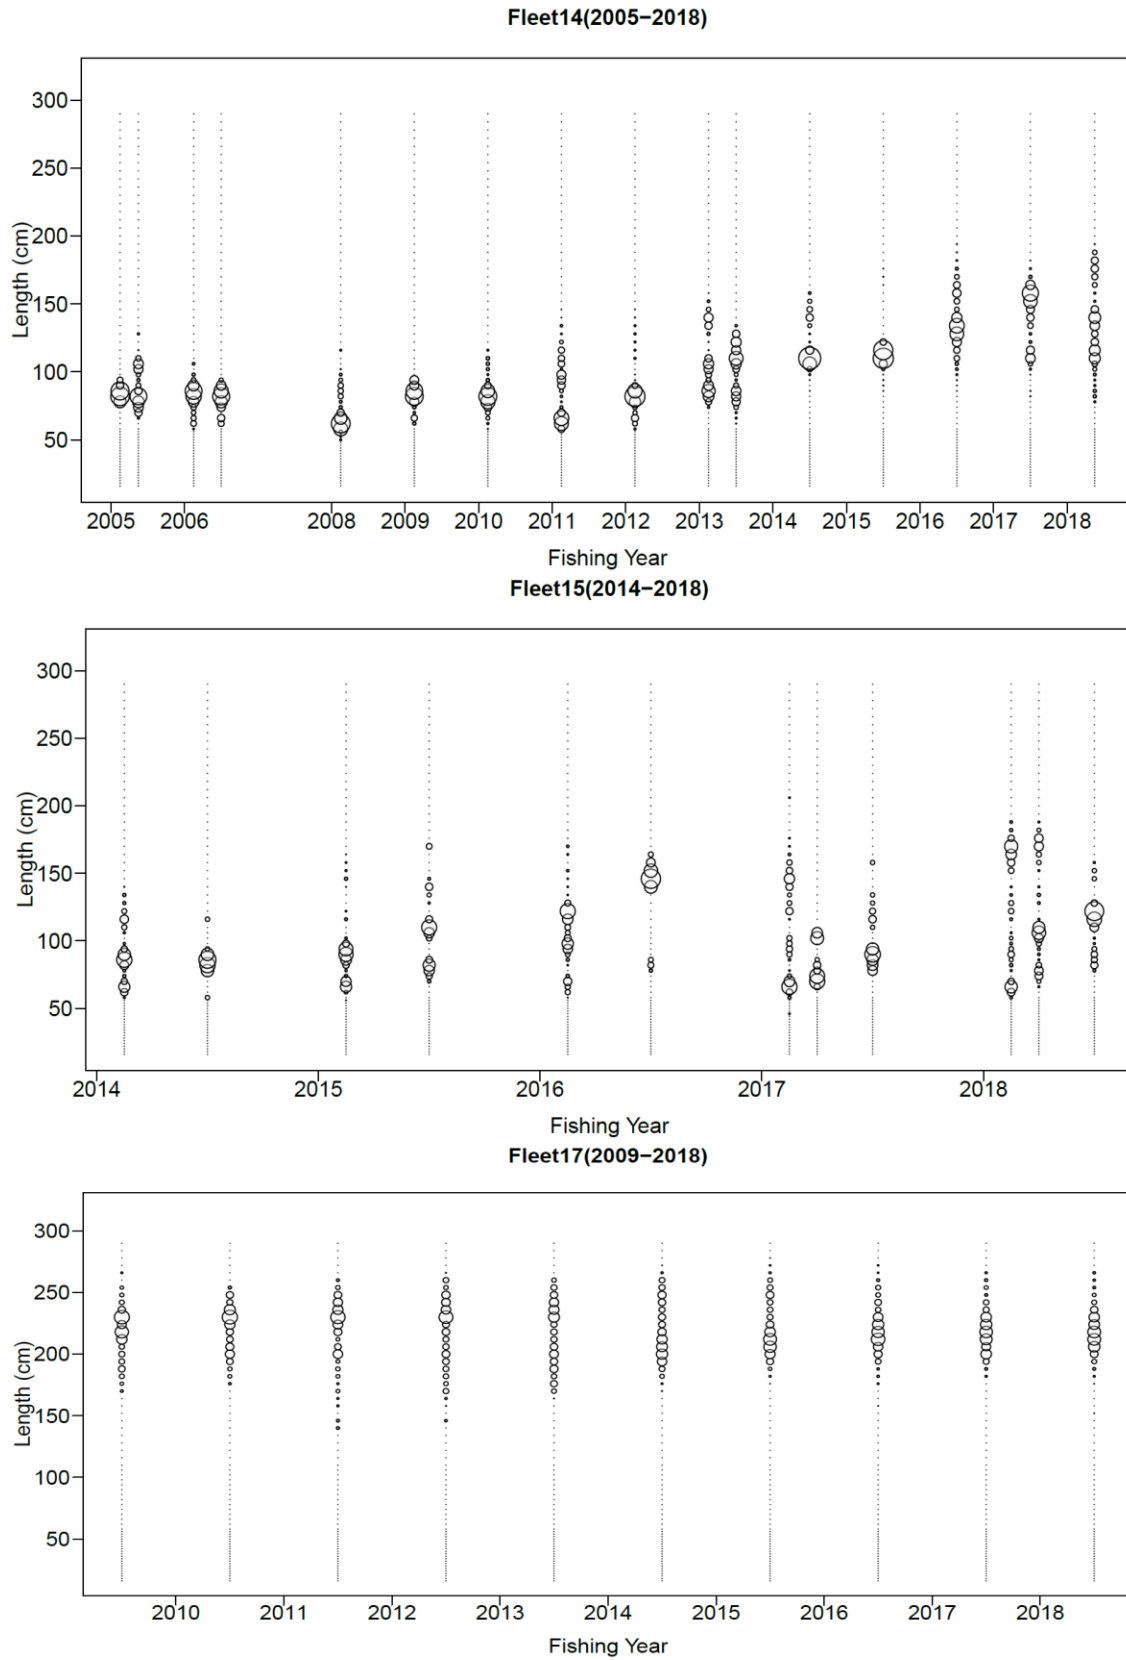 Fleet14(2005−2018)
300
250
200
150
100
50
Length (cm)
2005 2006 2008 2009 2010 2011 2012 2013 2014 2015 2016 2017 2018
Fishing Year
Fleet15(2014−2018)
300
250
200
150
100
50
Length (cm)
2014 2015 2016 2017 2018
Fishing Year
Fleet17(2009−2018)
300
250
200
150
100
50
Length (cm)
2010 2011 2012 2013 2014 2015 2016 2017 2018
Fishing Year